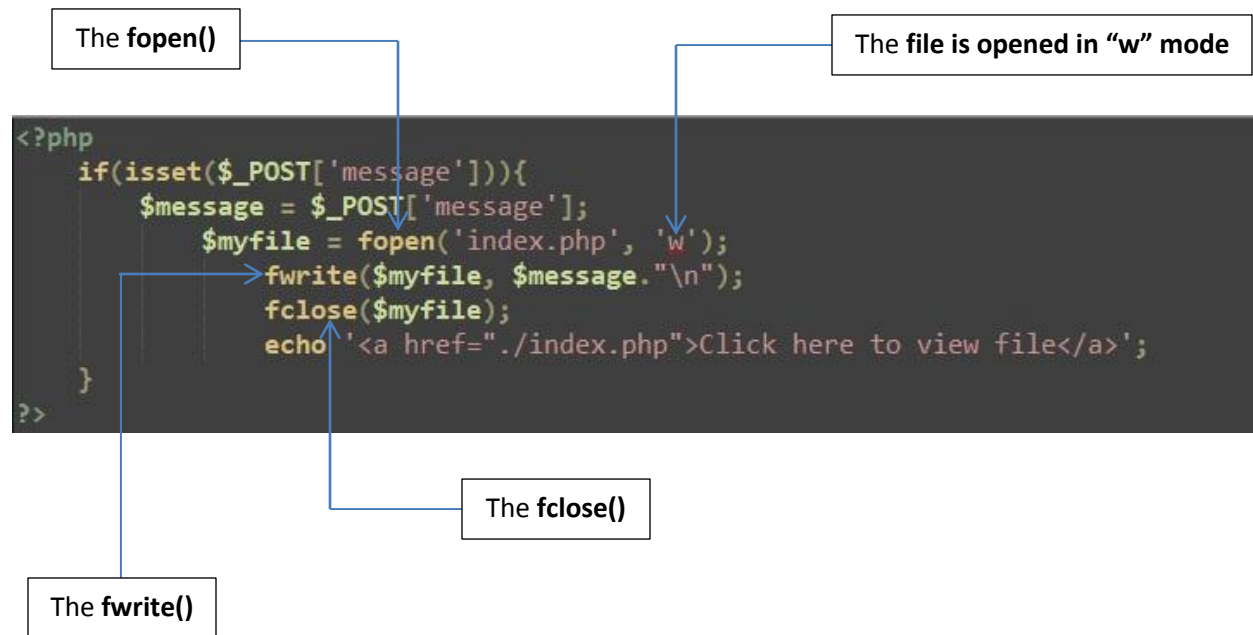 The fopen()
The file is opened in “w” mode
<?php
if(isset($_POST['message'])){
$message = $_POST['message'];
$myfile = fopen('index.php', 'w');
fwrite($myfile, $message."\n");
fclose($myfile);
echo '<a href="./index.php">Click here to view file</a>';
}
?>
The fclose()
The fwrite()